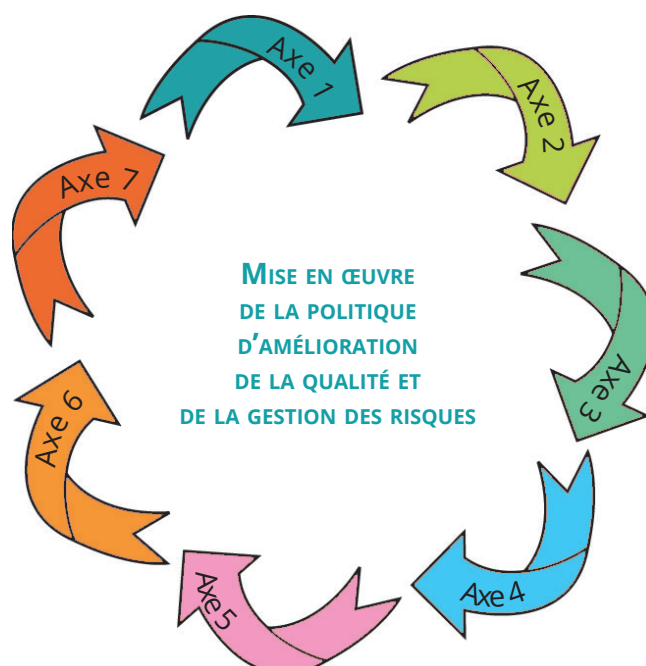 Axe 1
Axe 2
Axe 3
Axe 4
Axe 5
Axe 6
Axe 7
Mise en œuvre
de la politique
d'amélioration
de la qualité et
de la gestion des risques